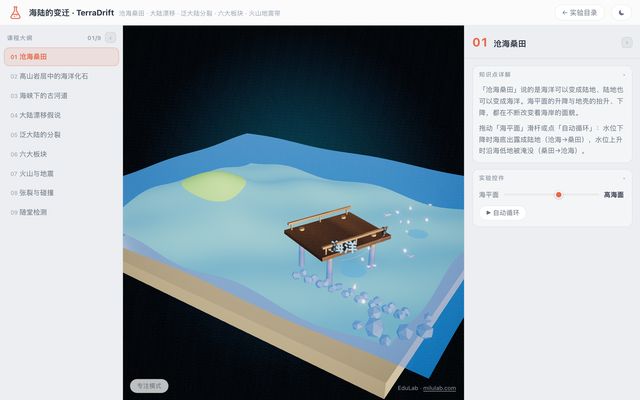 海陆的变迁 · TerraDrift
沧海桑田 · 大陆漂移 · 泛大陆分裂 · 六大板块 · 火山地震带
← 实验目录
课程大纲
01/9
01 沧海桑田
02 高山岩层中的海洋化石
03 海峡下的古河道
04 大陆漂移假说
05 泛大陆的分裂
06 六大板块
07 火山与地震
08 张裂与碰撞
09 随堂检测
海洋
专注模式
EduLab · milulab.com
01 沧海桑田
知识点详解
「沧海桑田」说的是海洋可以变成陆地、陆地也
可以变成海洋。海平面的升降与地壳的抬升、下
降，都在不断改变着海岸的面貌。
拖动「海平面」滑杆或点「自动循环」：水位下
降时海底出露成陆地（沧海→桑田），水位上升
时沿海低地被淹没（桑田→沧海）。
实验控件
海平面
高海面
▶ 自动循环